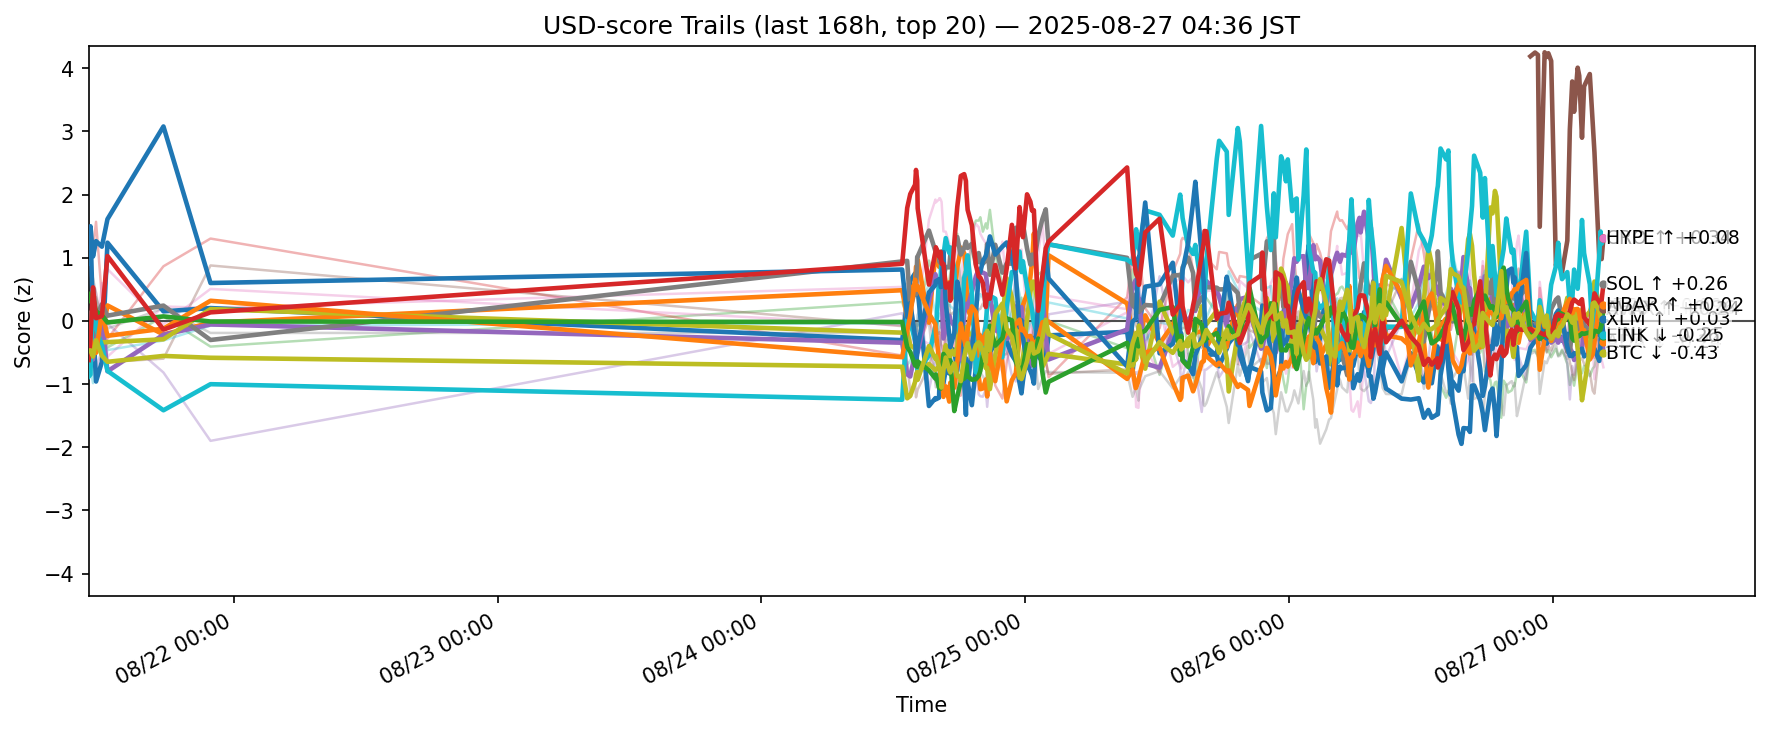 USD-score Trails (last 168h, top 20) — 2025-08-27 04:36 JST
Score (z)
4
3
2
1
0
−1
−2
−3
−4
HYPE ↑ +0.08
SOL ↑ +0.26
HBAR ↑ +0.02
XLM ↑ +0.03
LINK ↓ -0.25
BTC ↓ -0.43
08/22 00:00
08/23 00:00
08/24 00:00
08/25 00:00
08/26 00:00
08/27 00:00
Time